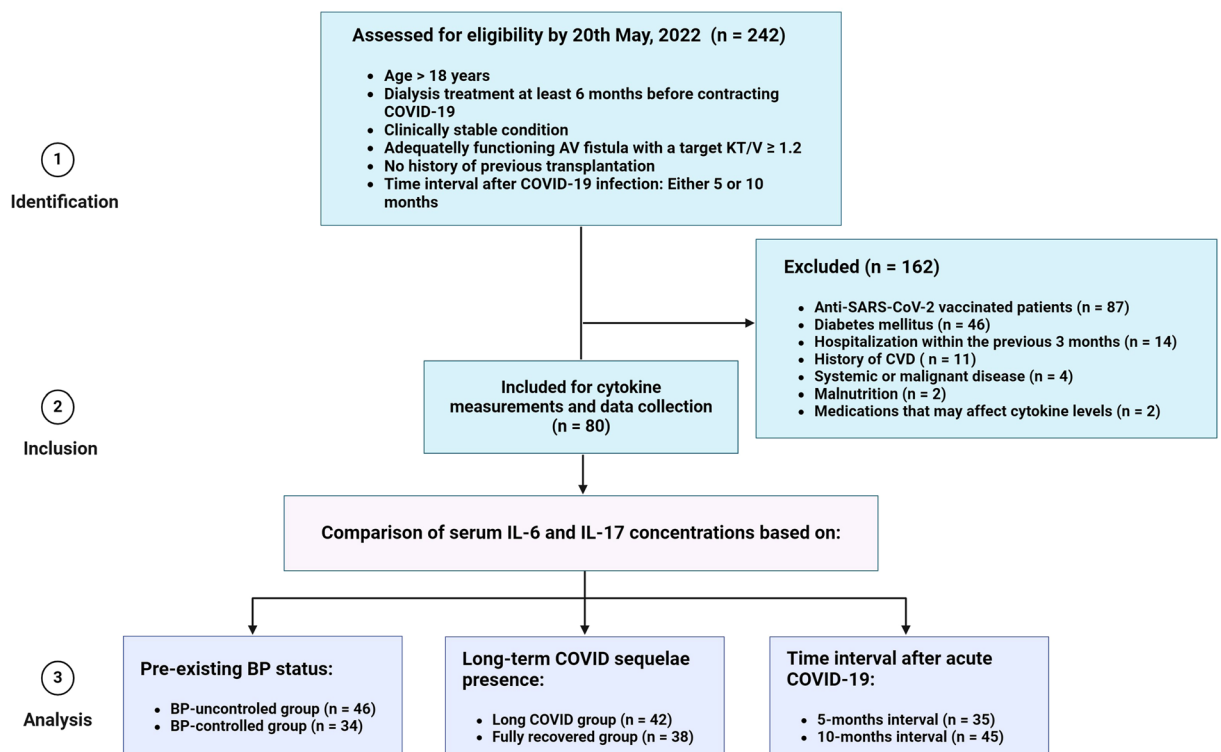 Assessed for eligibility by 20th May, 2022 (n = 242)
• Age > 18 years
• Dialysis treatment at least 6 months before contracting
COVID-19
• Clinically stable condition
• Adequatelly functioning AV fistula with a target KT/V ≥ 1.2
• No history of previous transplantation
• Time interval after COVID-19 infection: Either 5 or 10
months
1
Identification
Excluded (n = 162)
• Anti-SARS-CoV-2 vaccinated patients (n = 87)
• Diabetes mellitus (n = 46)
• Hospitalization within the previous 3 months (n = 14)
• History of CVD ( n = 11)
• Systemic or malignant disease (n = 4)
• Malnutrition (n = 2)
• Medications that may affect cytokine levels (n = 2)
2
Inclusion
Included for cytokine
measurements and data collection
(n = 80)
Comparison of serum IL-6 and IL-17 concentrations based on:
3
Analysis
Pre-existing BP status:
• BP-uncontroled group (n = 46)
• BP-controlled group (n = 34)
Long-term COVID sequelae
presence:
• Long COVID group (n = 42)
• Fully recovered group (n = 38)
Time interval after acute
COVID-19:
• 5-months interval (n = 35)
• 10-months interval (n = 45)